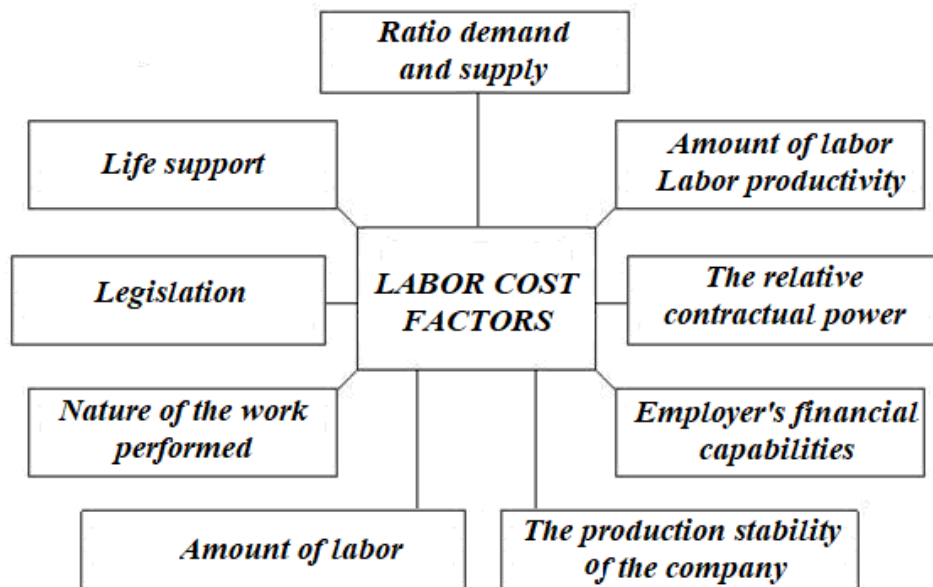 Ratio demand
and supply
Life support
Amount of labor
Labor productivity
Legislation
LABOR COST
FACTORS
The relative
contractual power
Nature of the work
performed
Employer's financial
capabilities
Amount of labor
The production stability
of the company